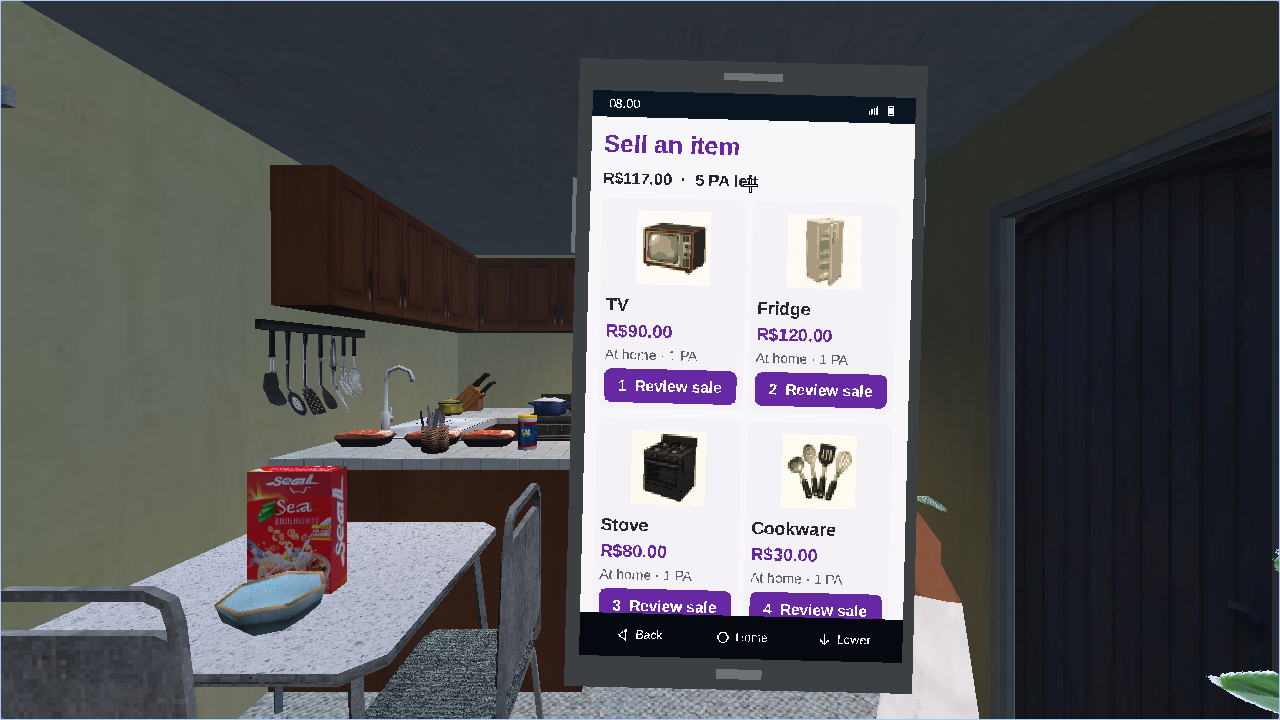 08.00
Sell an item
R$117.00 · 5 PA left
TV
R$90.00
At home · 1 PA
1 Review sale
Fridge
R$120.00
At home · 1 PA
2 Review sale
Stove
R$80.00
At home · 1 PA
3 Review sale
Cookware
R$30.00
At home · 1 PA
4 Review sale
Back
Home
Lower